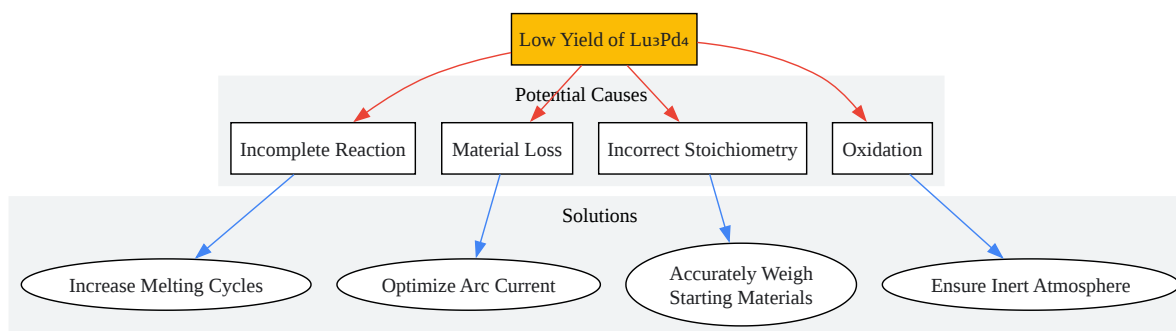 Low Yield of Lu₃Pd₄
Potential Causes
Incomplete Reaction
Material Loss
Incorrect Stoichiometry
Oxidation
Solutions
Increase Melting Cycles
Optimize Arc Current
Accurately Weigh
Starting Materials
Ensure Inert Atmosphere